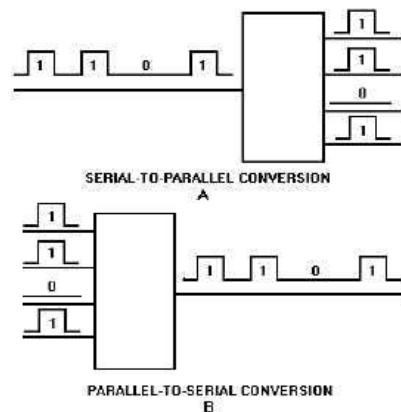 1
1 1 0 1
1
0
1
SERIAL-TO-PARALLEL CONVERSION
A
1
1
0
1 1 0 1
1
PARALLEL-TO-SERIAL CONVERSION
B